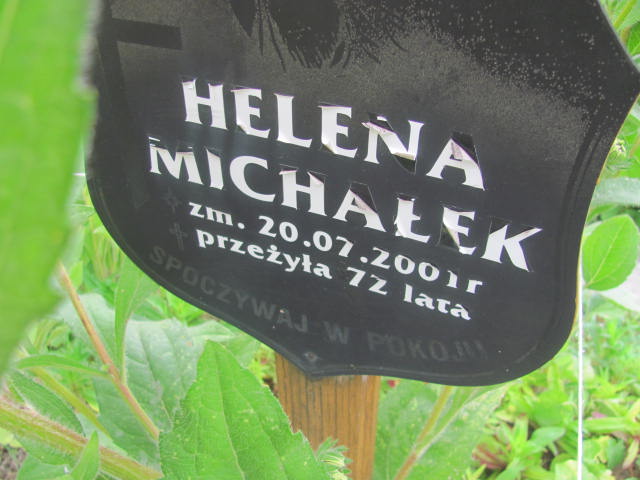 HELENA
MICHAŁEK
zm. 20.07.2001r
przeżyła 72 lata
SPOCZYWAJ W POKOJU